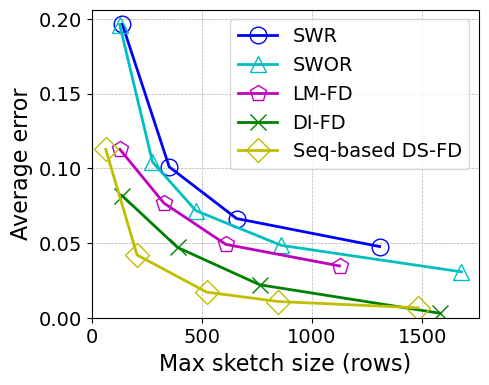 0.20
0.15
0.10
0.05
0.00
Average error
SWR
SWOR
LM-FD
DI-FD
Seq-based DS-FD
0 500 1000 1500
Max sketch size (rows)